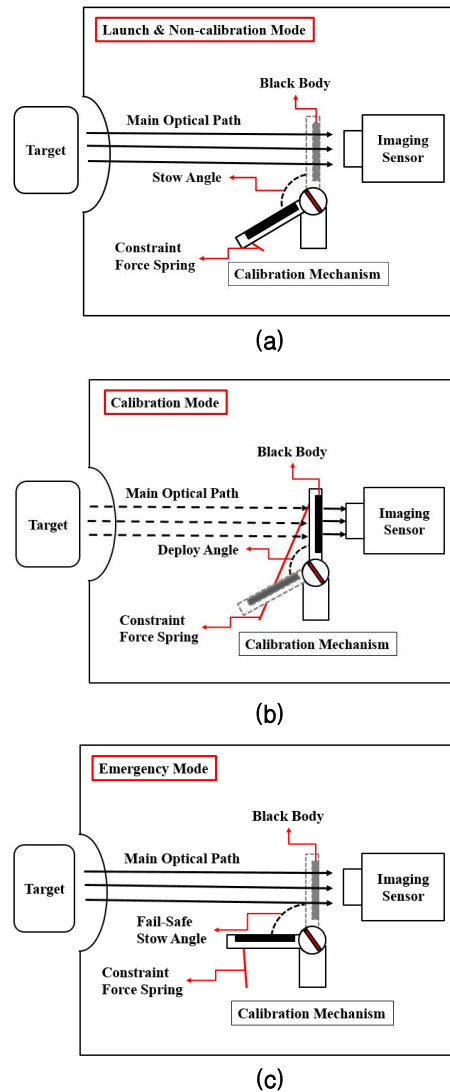 Launch & Non-calibration Mode
Black Body
Main Optical Path
Target
Imaging
Sensor
Stow Angle
Constraint
Force Spring
Calibration Mechanism
(a)
Calibration Mode
Black Body
Main Optical Path
Target
Imaging
Sensor
Deploy Angle
Constraint
Force Spring
Calibration Mechanism
(b)
Emergency Mode
Black Body
Main Optical Path
Target
Imaging
Sensor
Fail-Safe
Stow Angle
Constraint
Force Spring
Calibration Mechanism
(c)